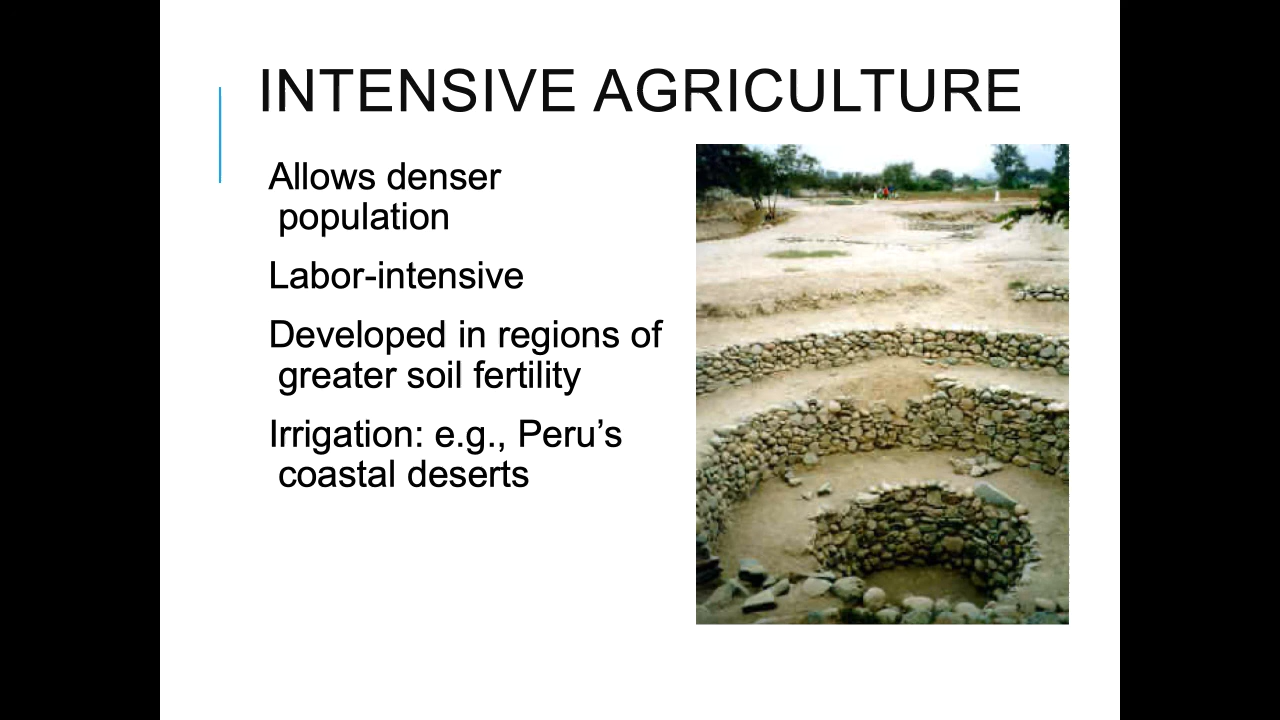 INTENSIVE AGRICULTURE
Allows denser
population
Labor-intensive
Developed in regions of
greater soil fertility
Irrigation: e.g., Peru’s
coastal deserts